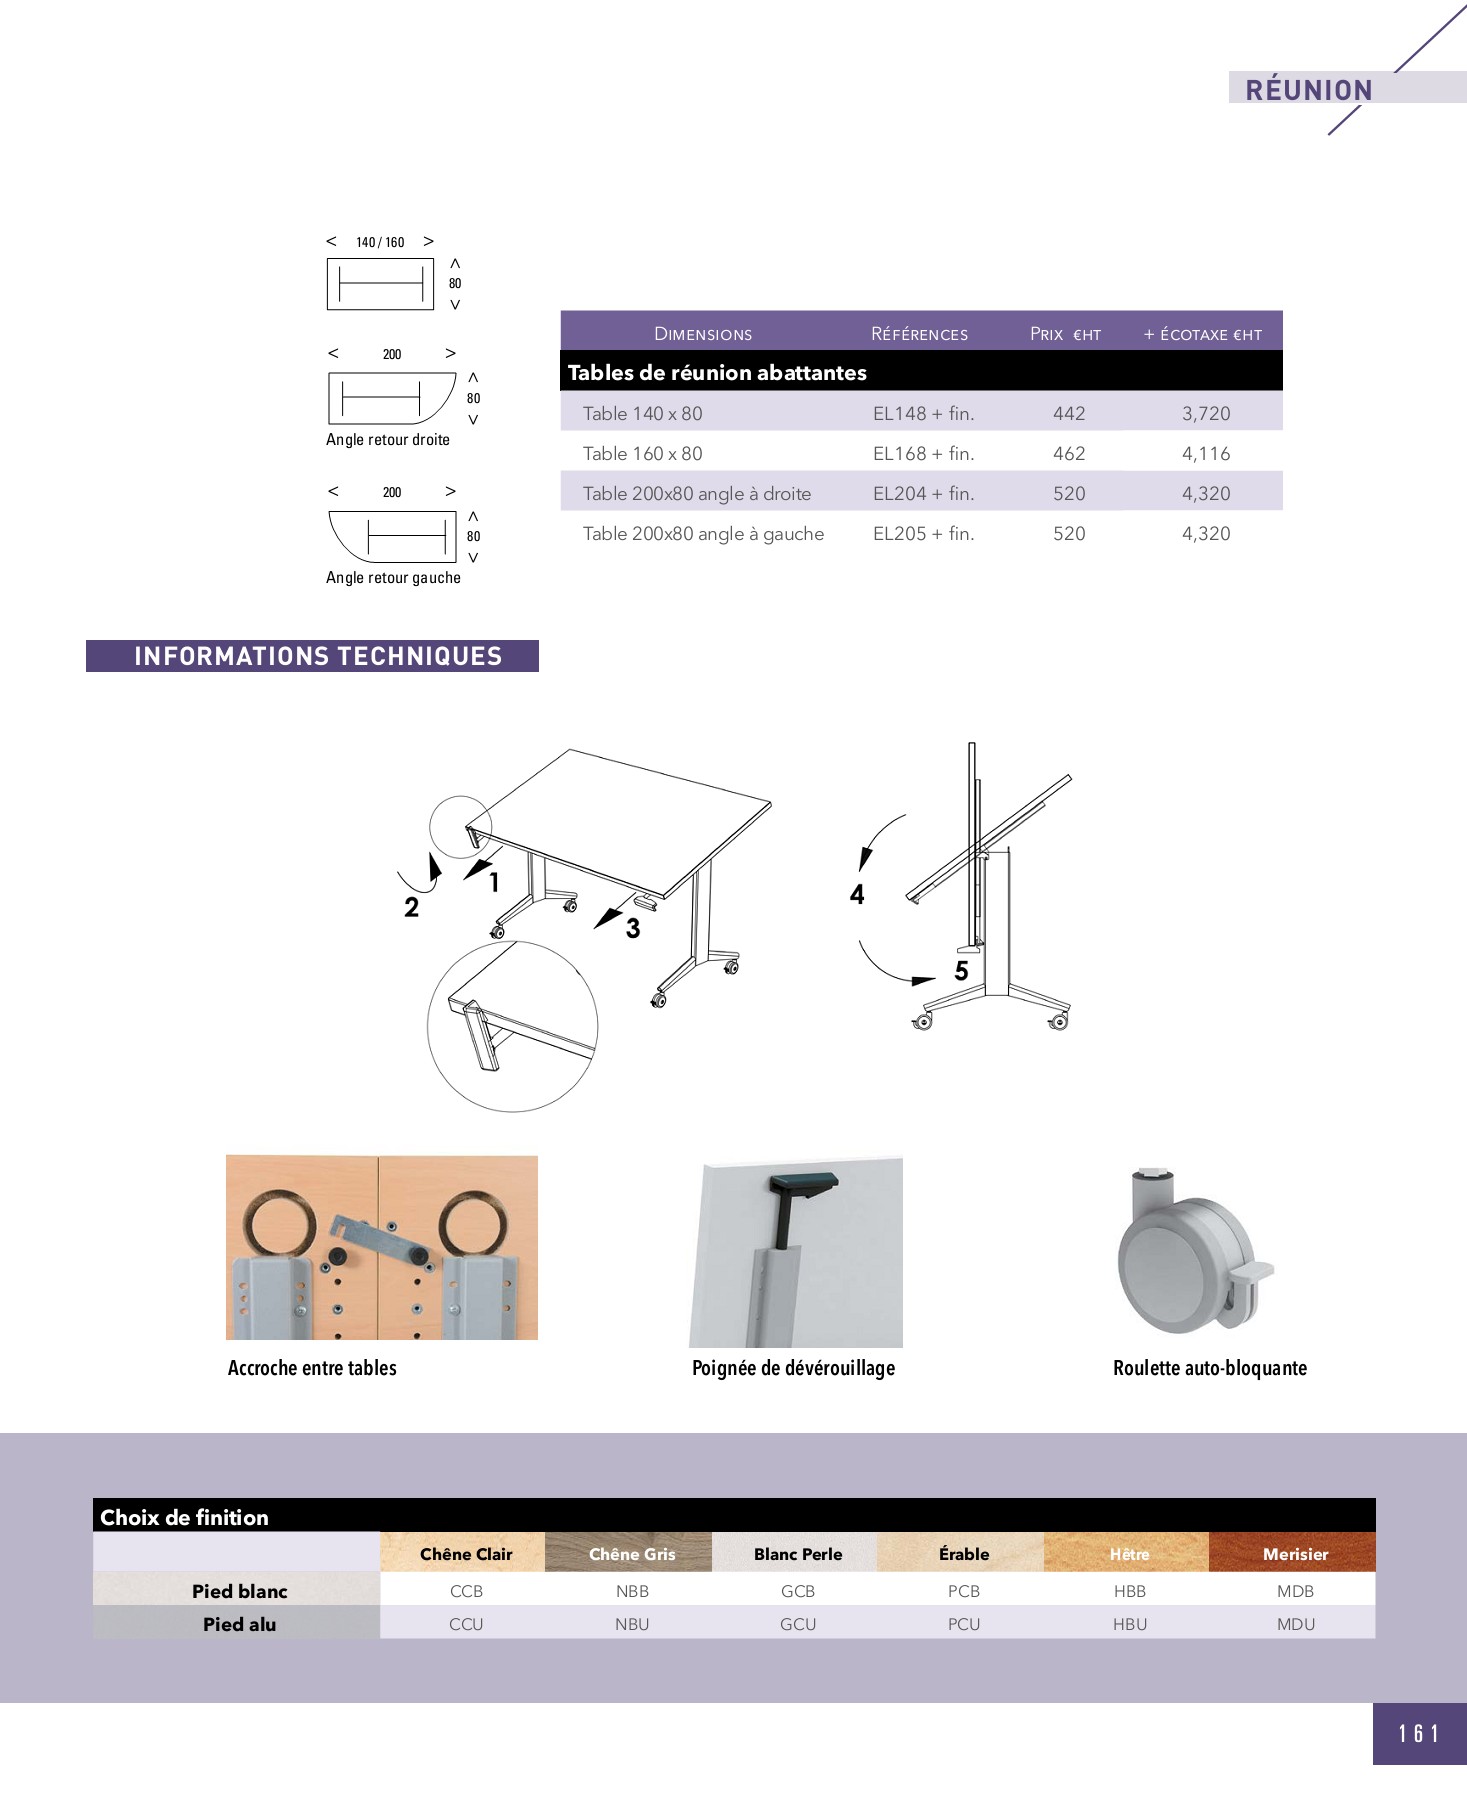 RÉUNION
< 140 / 160 >
< 80 >
< 200 >
< 80 >
Angle retour droite
< 200 >
< 80 >
Angle retour gauche
Dimensions Références Prix €ht + écotaxe €ht
Tables de réunion abattantes
Table 140 x 80 EL148 + fin. 442 3,720
Table 160 x 80 EL168 + fin. 462 4,116
Table 200x80 angle à droite EL204 + fin. 520 4,320
Table 200x80 angle à gauche EL205 + fin. 520 4,320
INFORMATIONS TECHNIQUES
1
2
3
4
5
Accroche entre tables
Poignée de dévérouillage
Roulette auto-bloquante
Choix de finition
Chêne Clair Chêne Gris Blanc Perle Érable Hêtre Merisier
Pied blanc CCB NBB GCB PCB HBB MDB
Pied alu CCU NBU GCU PCU HBU MDU
161